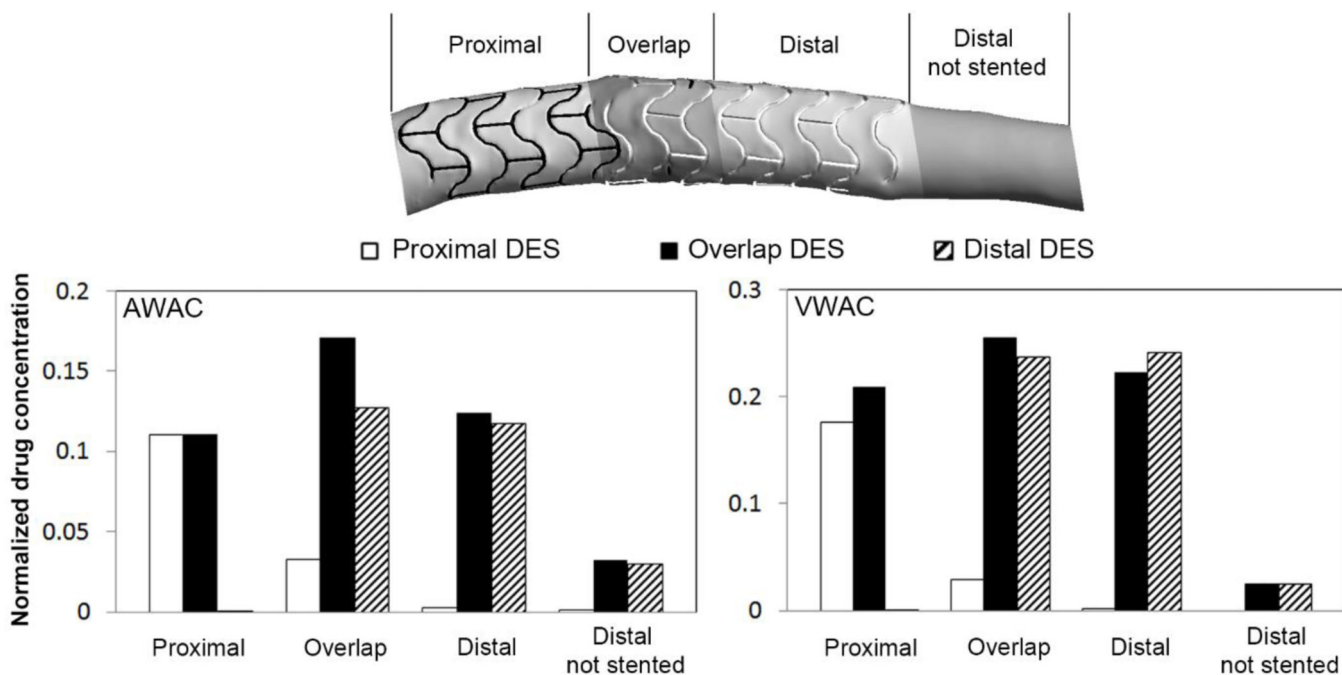 Proximal
Overlap
Distal
Distal
not stented
Proximal DES
Overlap DES
Distal DES
Normalized drug concentration
AWAC
0.2
0.15
0.1
0.05
0
Proximal
Overlap
Distal
Distal
not stented
VWAC
0.3
0.2
0.1
0
Proximal
Overlap
Distal
Distal
not stented